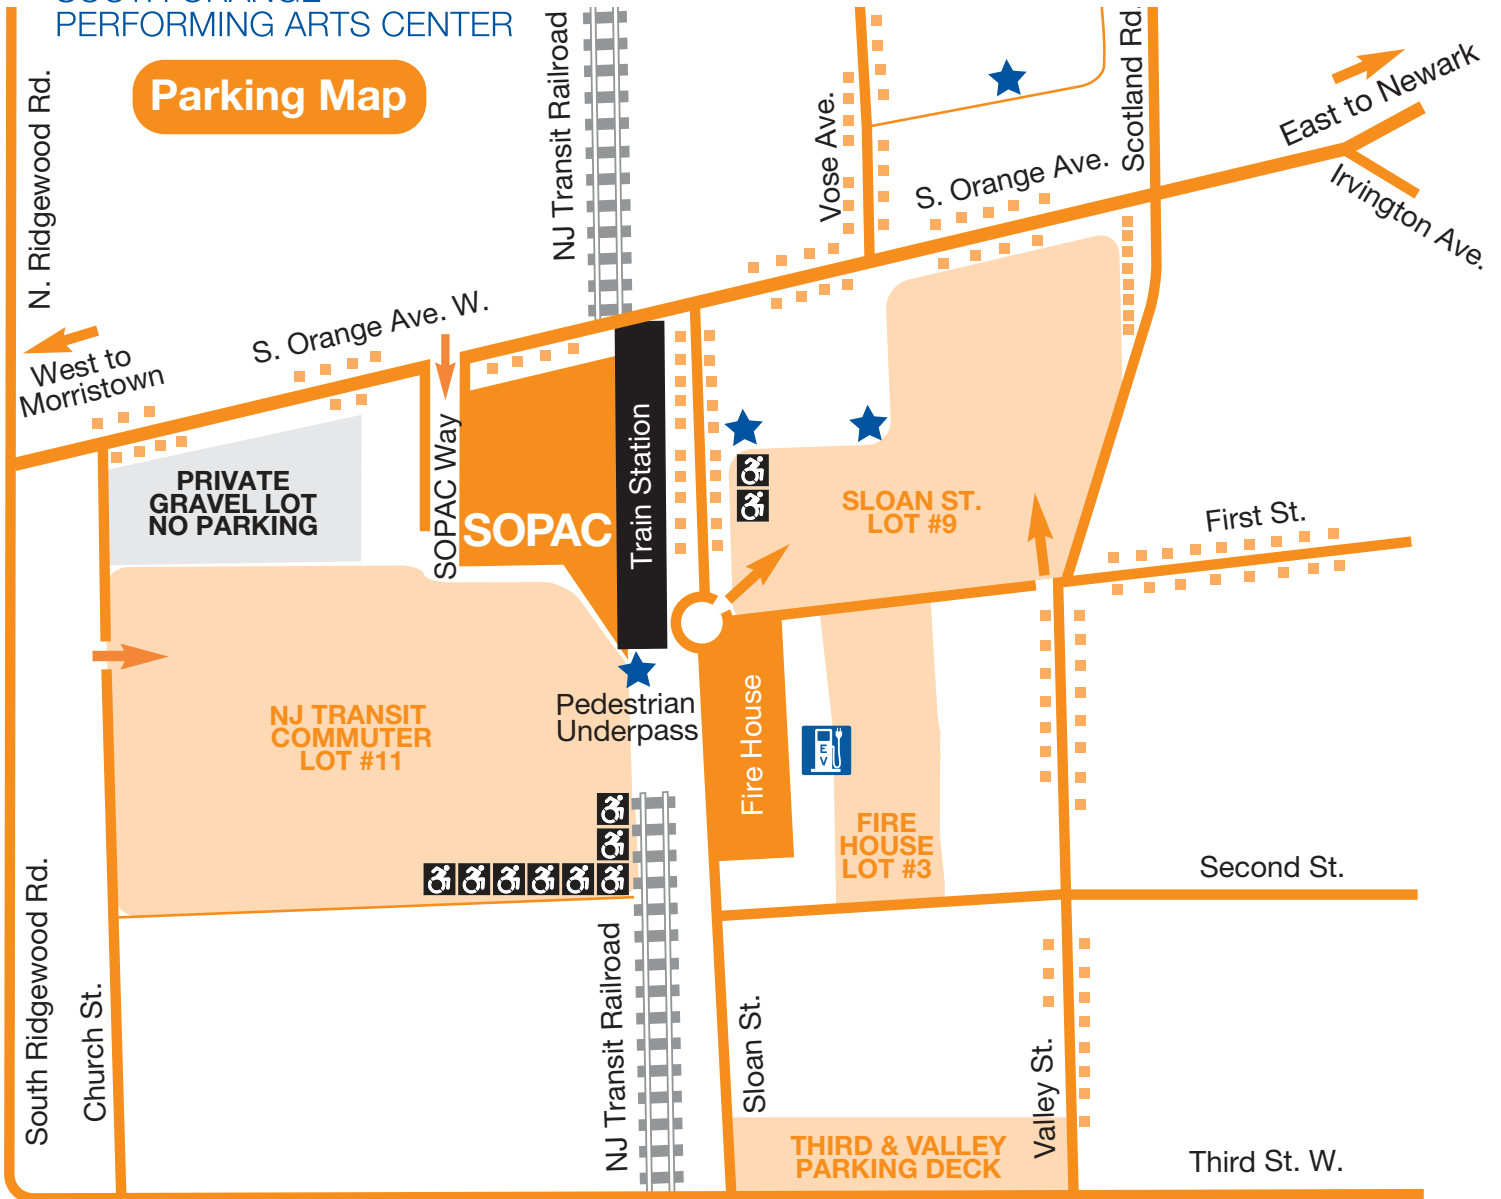 SOUTH ORANGE
PERFORMING ARTS CENTER
Parking Map
N. Ridgewood Rd.
NJ Transit Railroad
Vose Ave.
Scotland Rd.
East to Newark
S. Orange Ave.
Irvington Ave.
S. Orange Ave. W.
West to
Morristown
PRIVATE
GRAVEL LOT
NO PARKING
SOPAC Way
SOPAC
Train Station
SLOAN ST.
LOT #9
First St.
NJ TRANSIT
COMMUTER
LOT #11
Pedestrian
Underpass
Fire House
E
V
FIRE
HOUSE
LOT #3
Second St.
South Ridgewood Rd.
Church St.
NJ Transit Railroad
Sloan St.
Valley St.
THIRD & VALLEY
PARKING DECK
Third St. W.